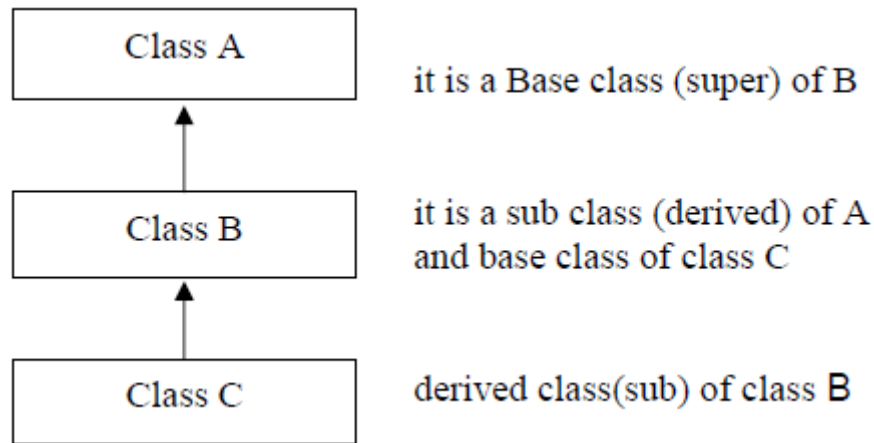 Class A
it is a Base class (super) of B
Class B
it is a sub class (derived) of A
and base class of class C
Class C
derived class(sub) of class B